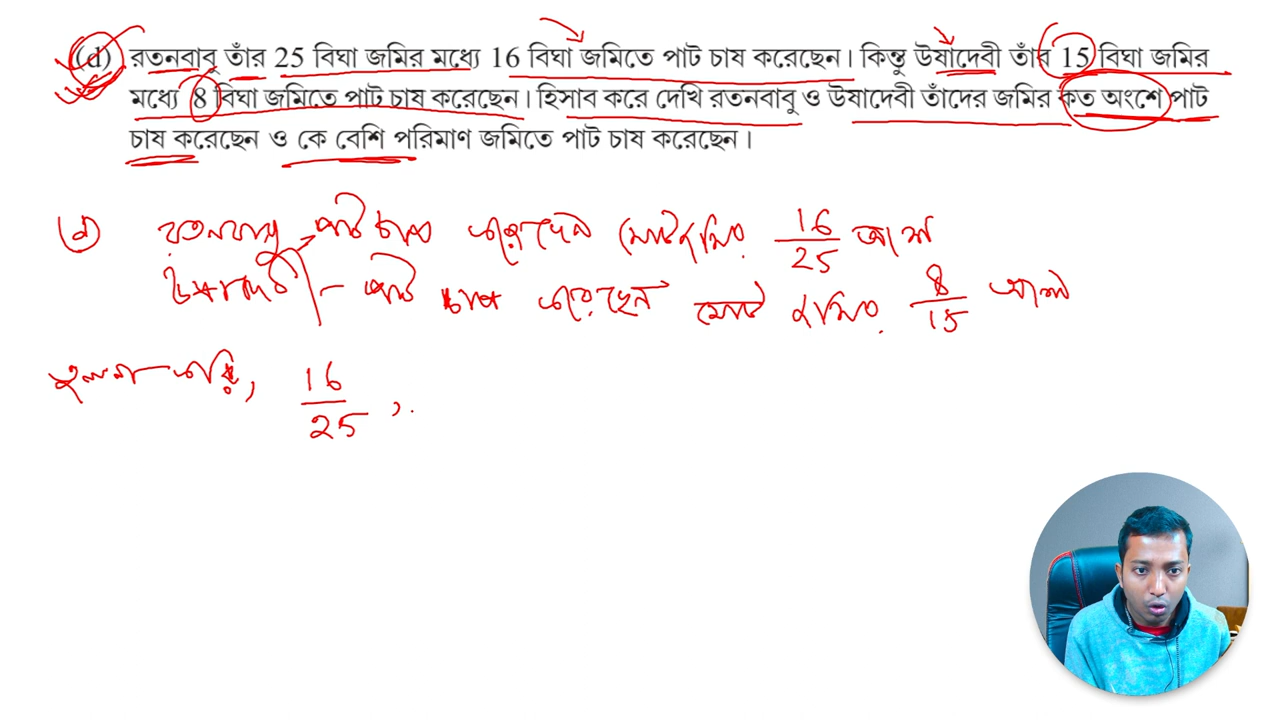 (d) রতনবাবু তাঁর 25 বিঘা জমির মধ্যে 16 বিঘা জমিতে পাট চাষ করেছেন। কিন্তু উষাদেবী তাঁর 15 বিঘা জমির
মধ্যে 8 বিঘা জমিতে পাট চাষ করেছেন। হিসাব করে দেখি রতনবাবু ও উষাদেবী তাঁদের জমির কত অংশে পাট
চাষ করেছেন ও কে বেশি পরিমাণ জমিতে পাট চাষ করেছেন।
(d) রতনবাবু পাট চাষ করেছেন মোট জমির 16/25 অংশ
উষাদেবী - পাট চাষ করেছেন মোট জমির 8/15 অংশ
তুলনা করি, 16/25 ,